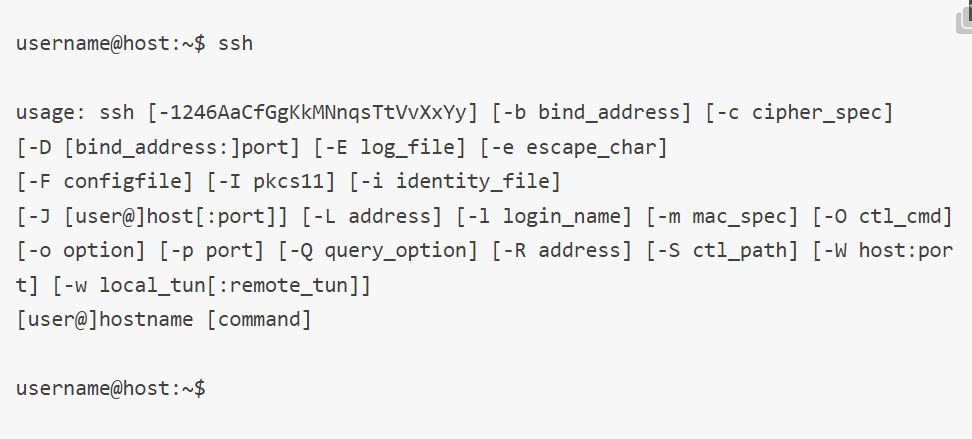 username@host:~$ ssh
usage: ssh [-1246AaCfGgKkMNnqsTtVvXxYy] [-b bind_address] [-c cipher_spec]
[-D [bind_address:]port] [-E log_file] [-e escape_char]
[-F configfile] [-I pkcs11] [-i identity_file]
[-J [user@]host[:port]] [-L address] [-l login_name] [-m mac_spec] [-O ctl_cmd]
[-o option] [-p port] [-Q query_option] [-R address] [-S ctl_path] [-W host:por
t] [-w local_tun[:remote_tun]]
[user@]hostname [command]
username@host:~$